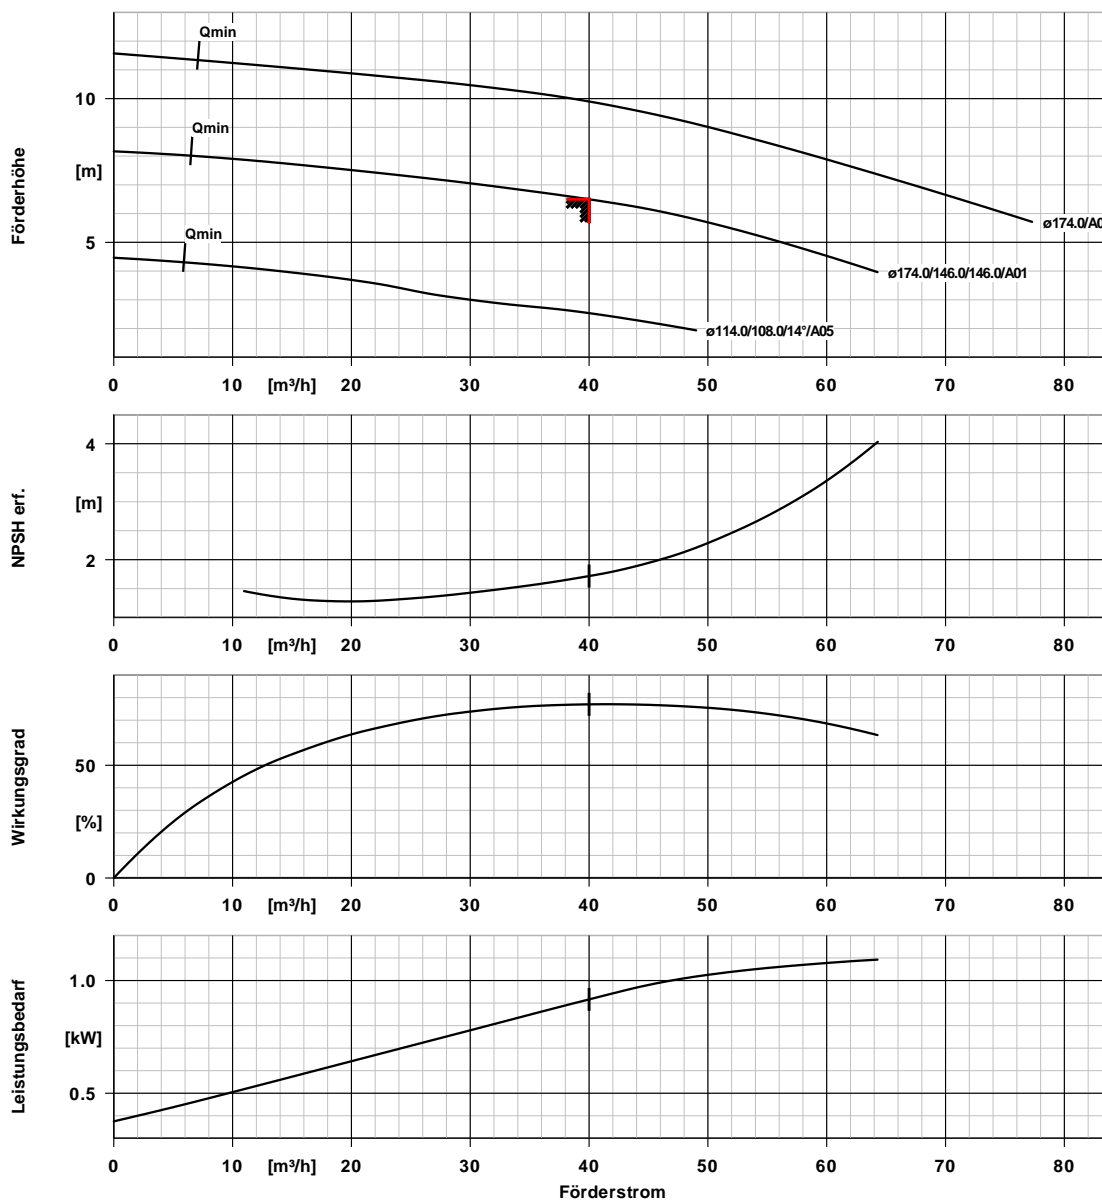 Qmin
10
Qmin
Förderhöhe
[m]
Qmin
5
ø174.0/A0
ø174.0/146.0/146.0/A01
ø114.0/108.0/14°/A05
0 10 [m³/h] 20 30 40 50 60 70 80
4
NPSH erf.
[m]
2
0 10 [m³/h] 20 30 40 50 60 70 80
Wirkungsgrad
50
[%]
0
0 10 [m³/h] 20 30 40 50 60 70 80
1.0
Leistungsbedarf
[kW]
0.5
0 10 [m³/h] 20 30 40 50 60 70 80
Förderstrom